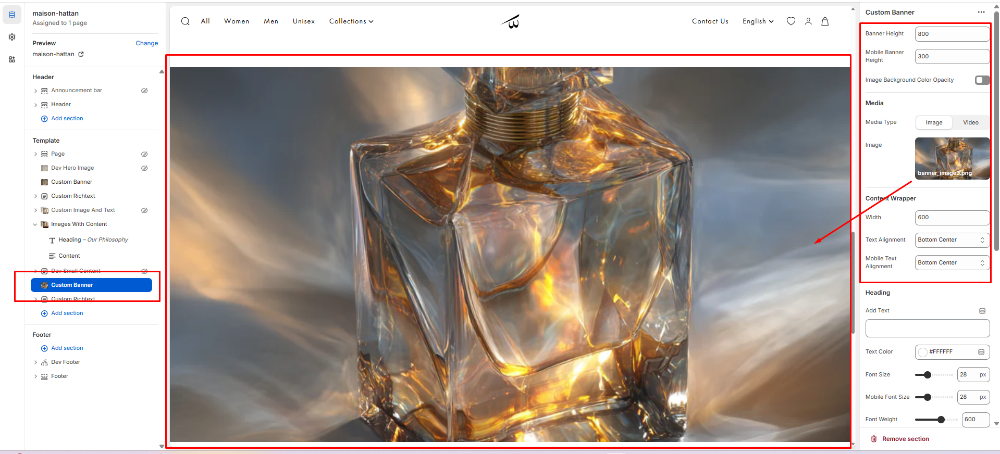 maison-hattan
Assigned to 1 page
Preview
Change
maison-hattan
Header
Announcement bar
Header
Add section
Template
Page
Dev Hero Image
Custom Banner
Custom Richtext
Custom Image And Text
Images With Content
Heading – Our Philosophy
Content
Dev Small Content
Custom Banner
Custom Richtext
Add section
Footer
Add section
Dev Footer
Footer
All Women Men Unisex Collections
Contact Us English
Custom Banner
Banner Height 800
Mobile Banner Height 300
Image Background Color Opacity
Media
Media Type Image Video
Image
banner_image3.png
Content Wrapper
Width 600
Text Alignment Bottom Center
Mobile Text Alignment Bottom Center
Heading
Add Text
Text Color #FFFFFF
Font Size 28 px
Mobile Font Size 28 px
Font Weight 600
Remove section